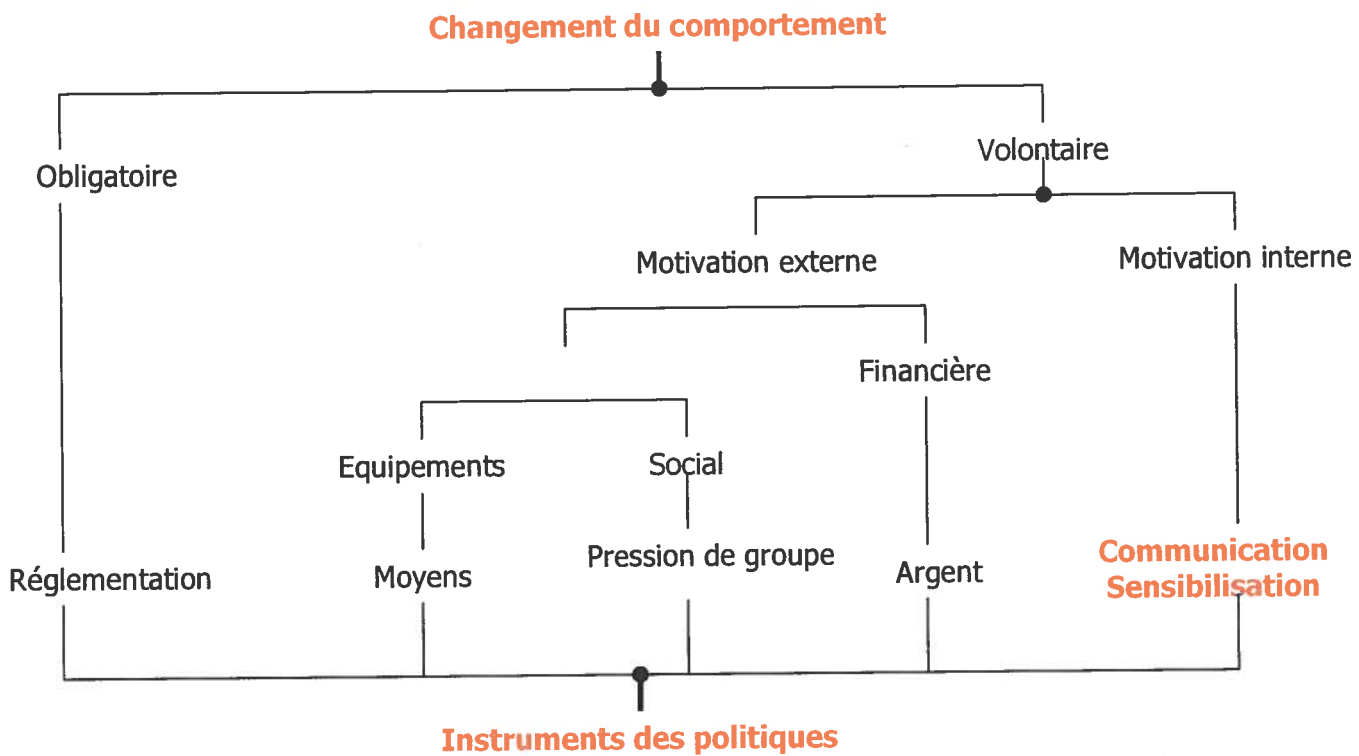 Changement du comportement
Obligatoire
Volontaire
Motivation externe
Motivation interne
Financière
Equipements
Social
Réglementation
Moyens
Pression de groupe
Argent
Communication
Sensibilisation
Instruments des politiques